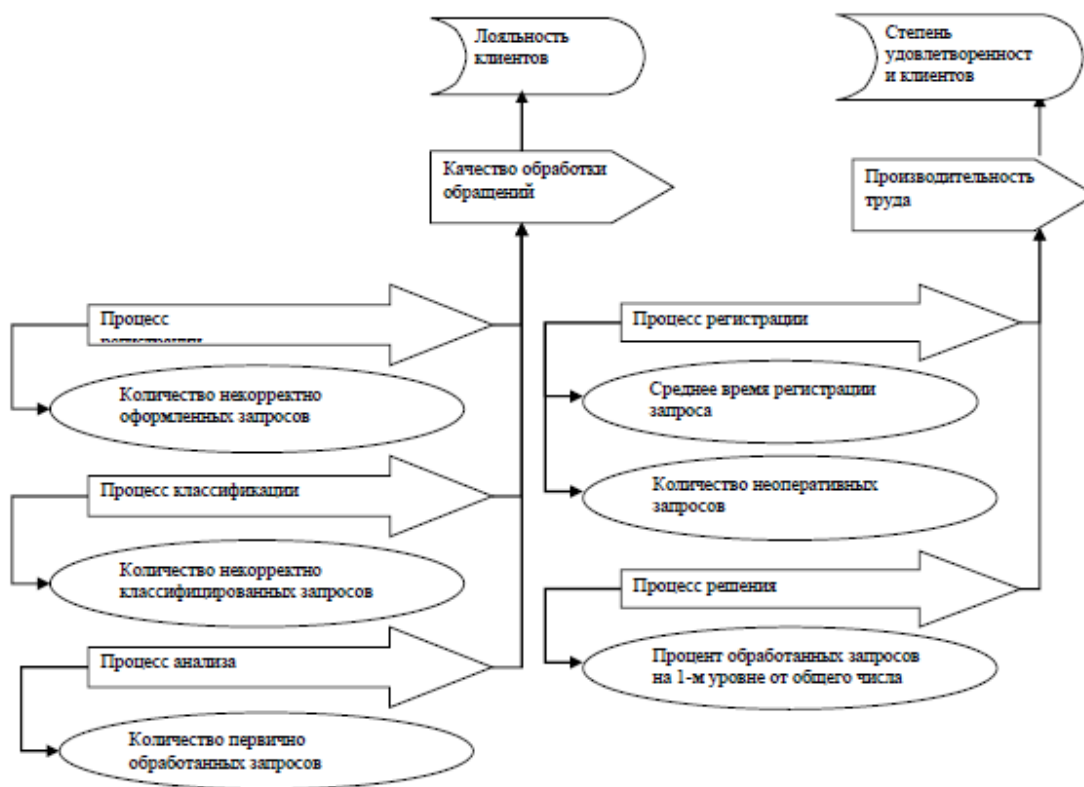 Лояльность
клиентов
Качество обработки
обращений
Процесс
регистрации
Количество некорректно
оформленных запросов
Процесс классификации
Количество некорректно
классифицированных запросов
Процесс анализа
Количество первично
обработанных запросов
Степень
удовлетворенност
и клиентов
Производительность
труда
Процесс регистрации
Среднее время регистрации
запроса
Количество неоперативных
запросов
Процесс решения
Процент обработанных запросов
на 1-м уровне от общего числа